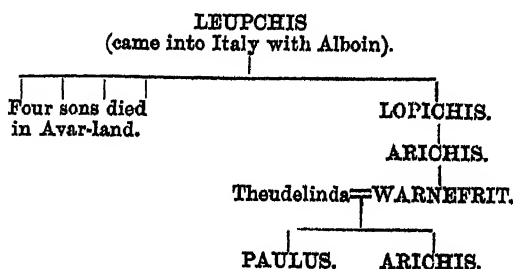 LEUPCHIS
(came into Italy with Alboin).
Four sons died
in Avar-land.
LOPICHIS.
ARICHIS.
Theudelinda=WARNEFRIT.
PAULUS. ARICHIS.